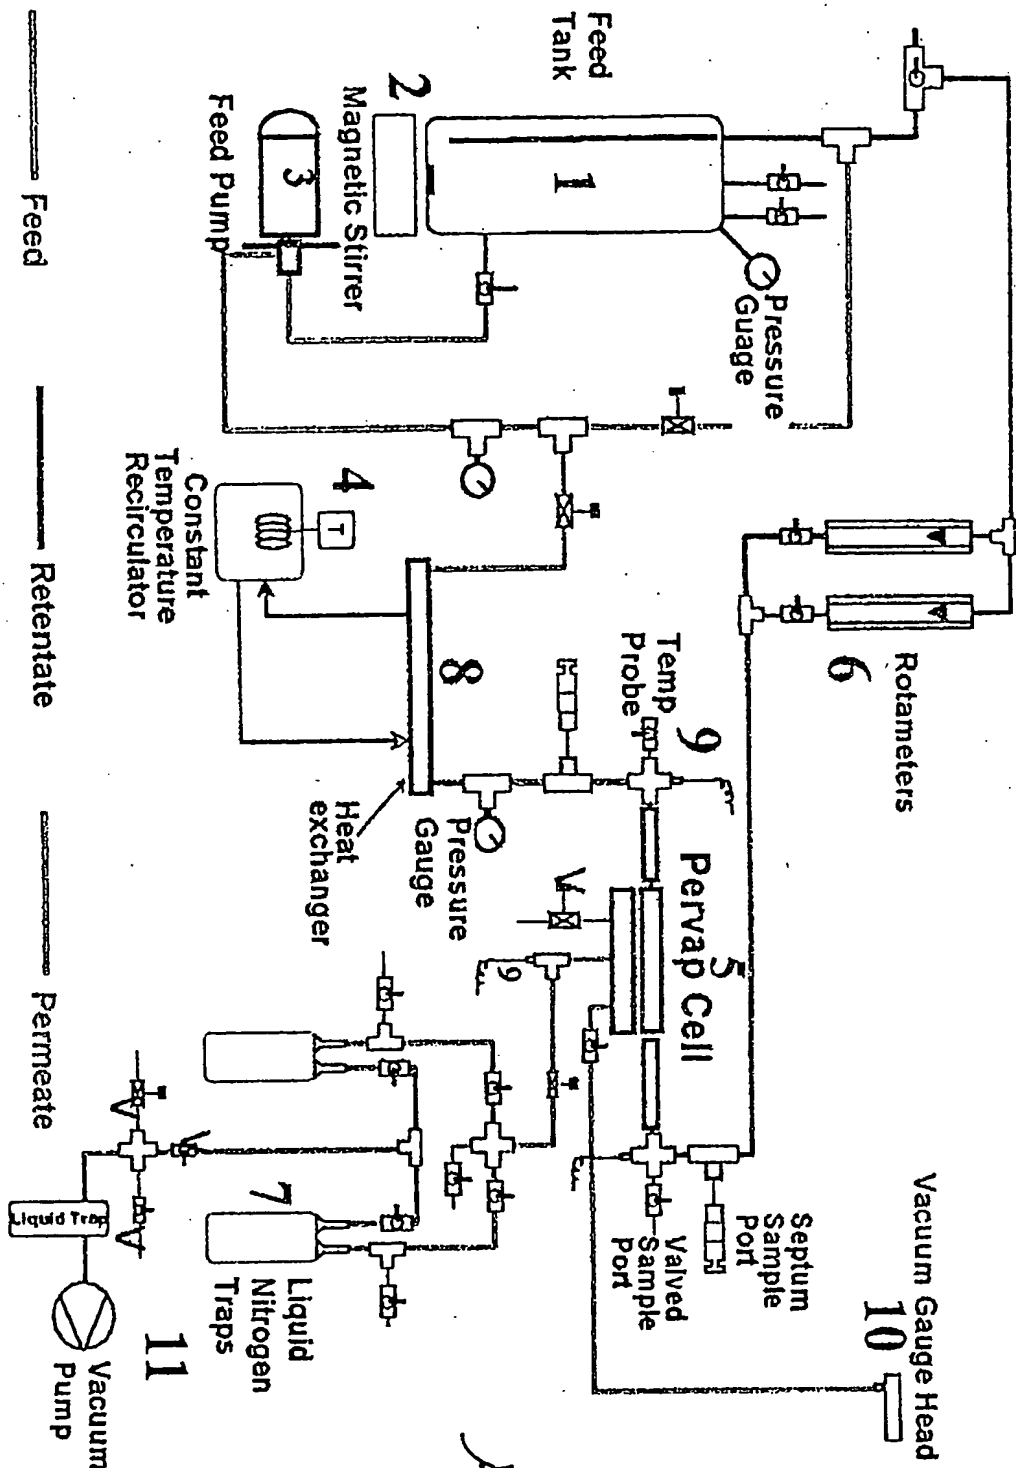 Feed
Tank
1
2
Magnetic Stirrer
3
Feed Pump
Pressure
Guage
4
T
Constant
Temperature
Recirculator
Rotameters
6
Temp
Probe
9
8
Heat
exchanger
Pressure
Gauge
5
Pervap Cell
V
9
Vacuum Gauge Head
10
Septum
Sample
Port
Valved
Sample
Port
7
Liquid
Nitrogen
Traps
V
V
V
Liquid Trap
11
Vacuum
Pump
Feed
Retentate
Permeate